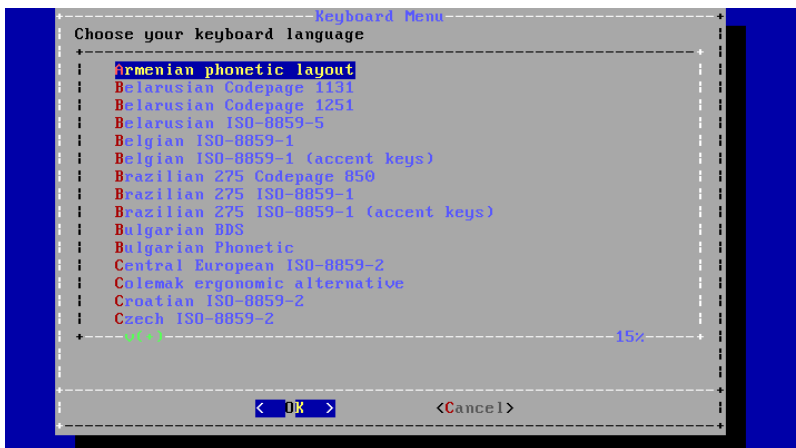 Keyboard Menu
Choose your keyboard language
Armenian phonetic layout
Belarusian Codepage 1131
Belarusian Codepage 1251
Belarusian ISO-8859-5
Belgian ISO-8859-1
Belgian ISO-8859-1 (accent keys)
Brazilian 275 Codepage 850
Brazilian 275 ISO-8859-1
Brazilian 275 ISO-8859-1 (accent keys)
Bulgarian BDS
Bulgarian Phonetic
Central European ISO-8859-2
Colemak ergonomic alternative
Croatian ISO-8859-2
Czech ISO-8859-2
v(+) 15%
< OK > <Cancel>